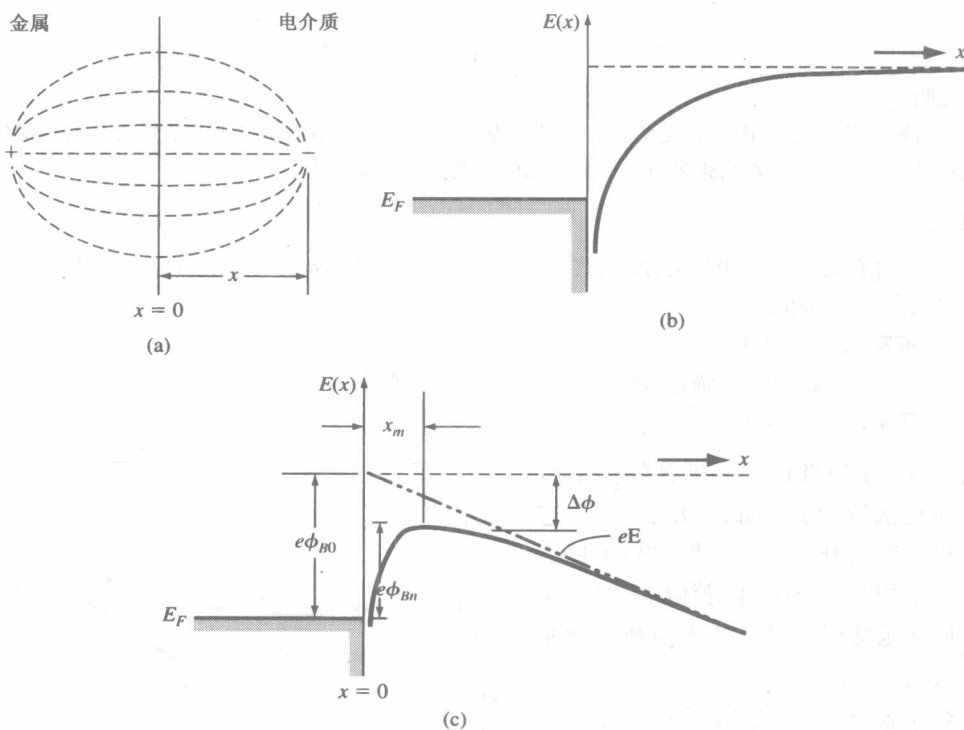 金属
电介质
+
−
x
x = 0
(a)
E(x)
x
E_F
(b)
E(x)
x_m
x
Δϕ
eE
eϕ_B0
eϕ_Bn
E_F
x = 0
(c)